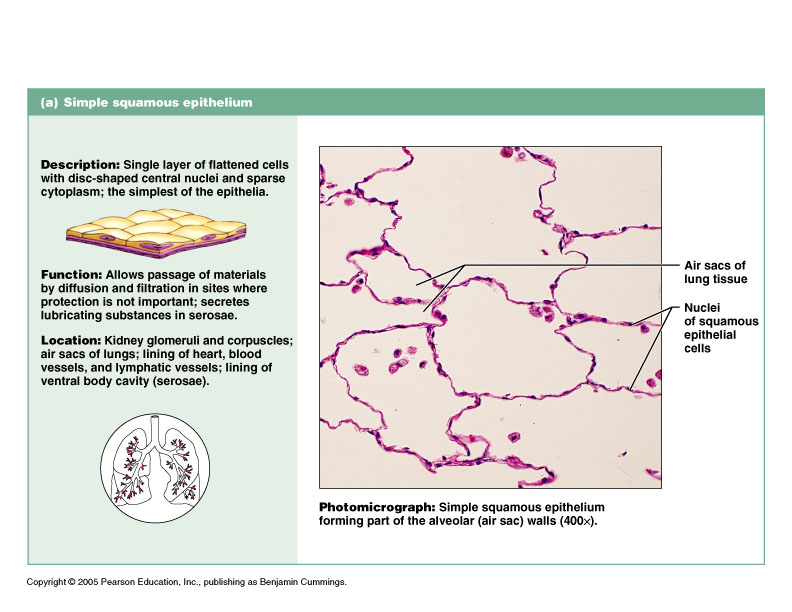 (a) Simple squamous epithelium
Description: Single layer of flattened cells
with disc-shaped central nuclei and sparse
cytoplasm; the simplest of the epithelia.
Function: Allows passage of materials
by diffusion and filtration in sites where
protection is not important; secretes
lubricating substances in serosae.
Location: Kidney glomeruli and corpuscles;
air sacs of lungs; lining of heart, blood
vessels, and lymphatic vessels; lining of
ventral body cavity (serosae).
Air sacs of
lung tissue
Nuclei
of squamous
epithelial
cells
Photomicrograph: Simple squamous epithelium
forming part of the alveolar (air sac) walls (400×).
Copyright © 2005 Pearson Education, Inc., publishing as Benjamin Cummings.